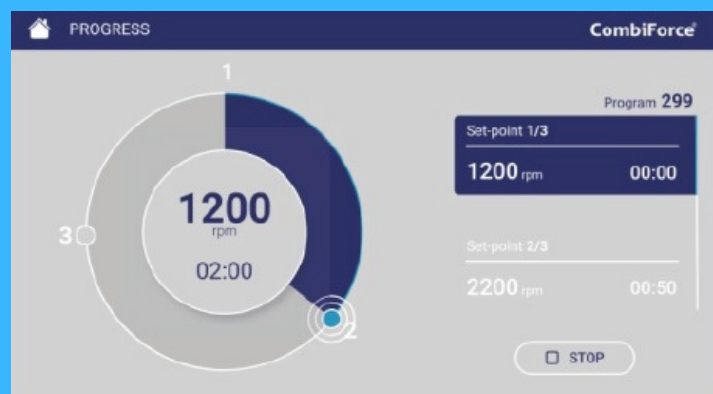 PROGRESS
CombiForce®
1
3
2
1200
rpm
02:00
Program 299
Set-point 1/3
1200 rpm 00:00
Set-point 2/3
2200 rpm 00:50
STOP